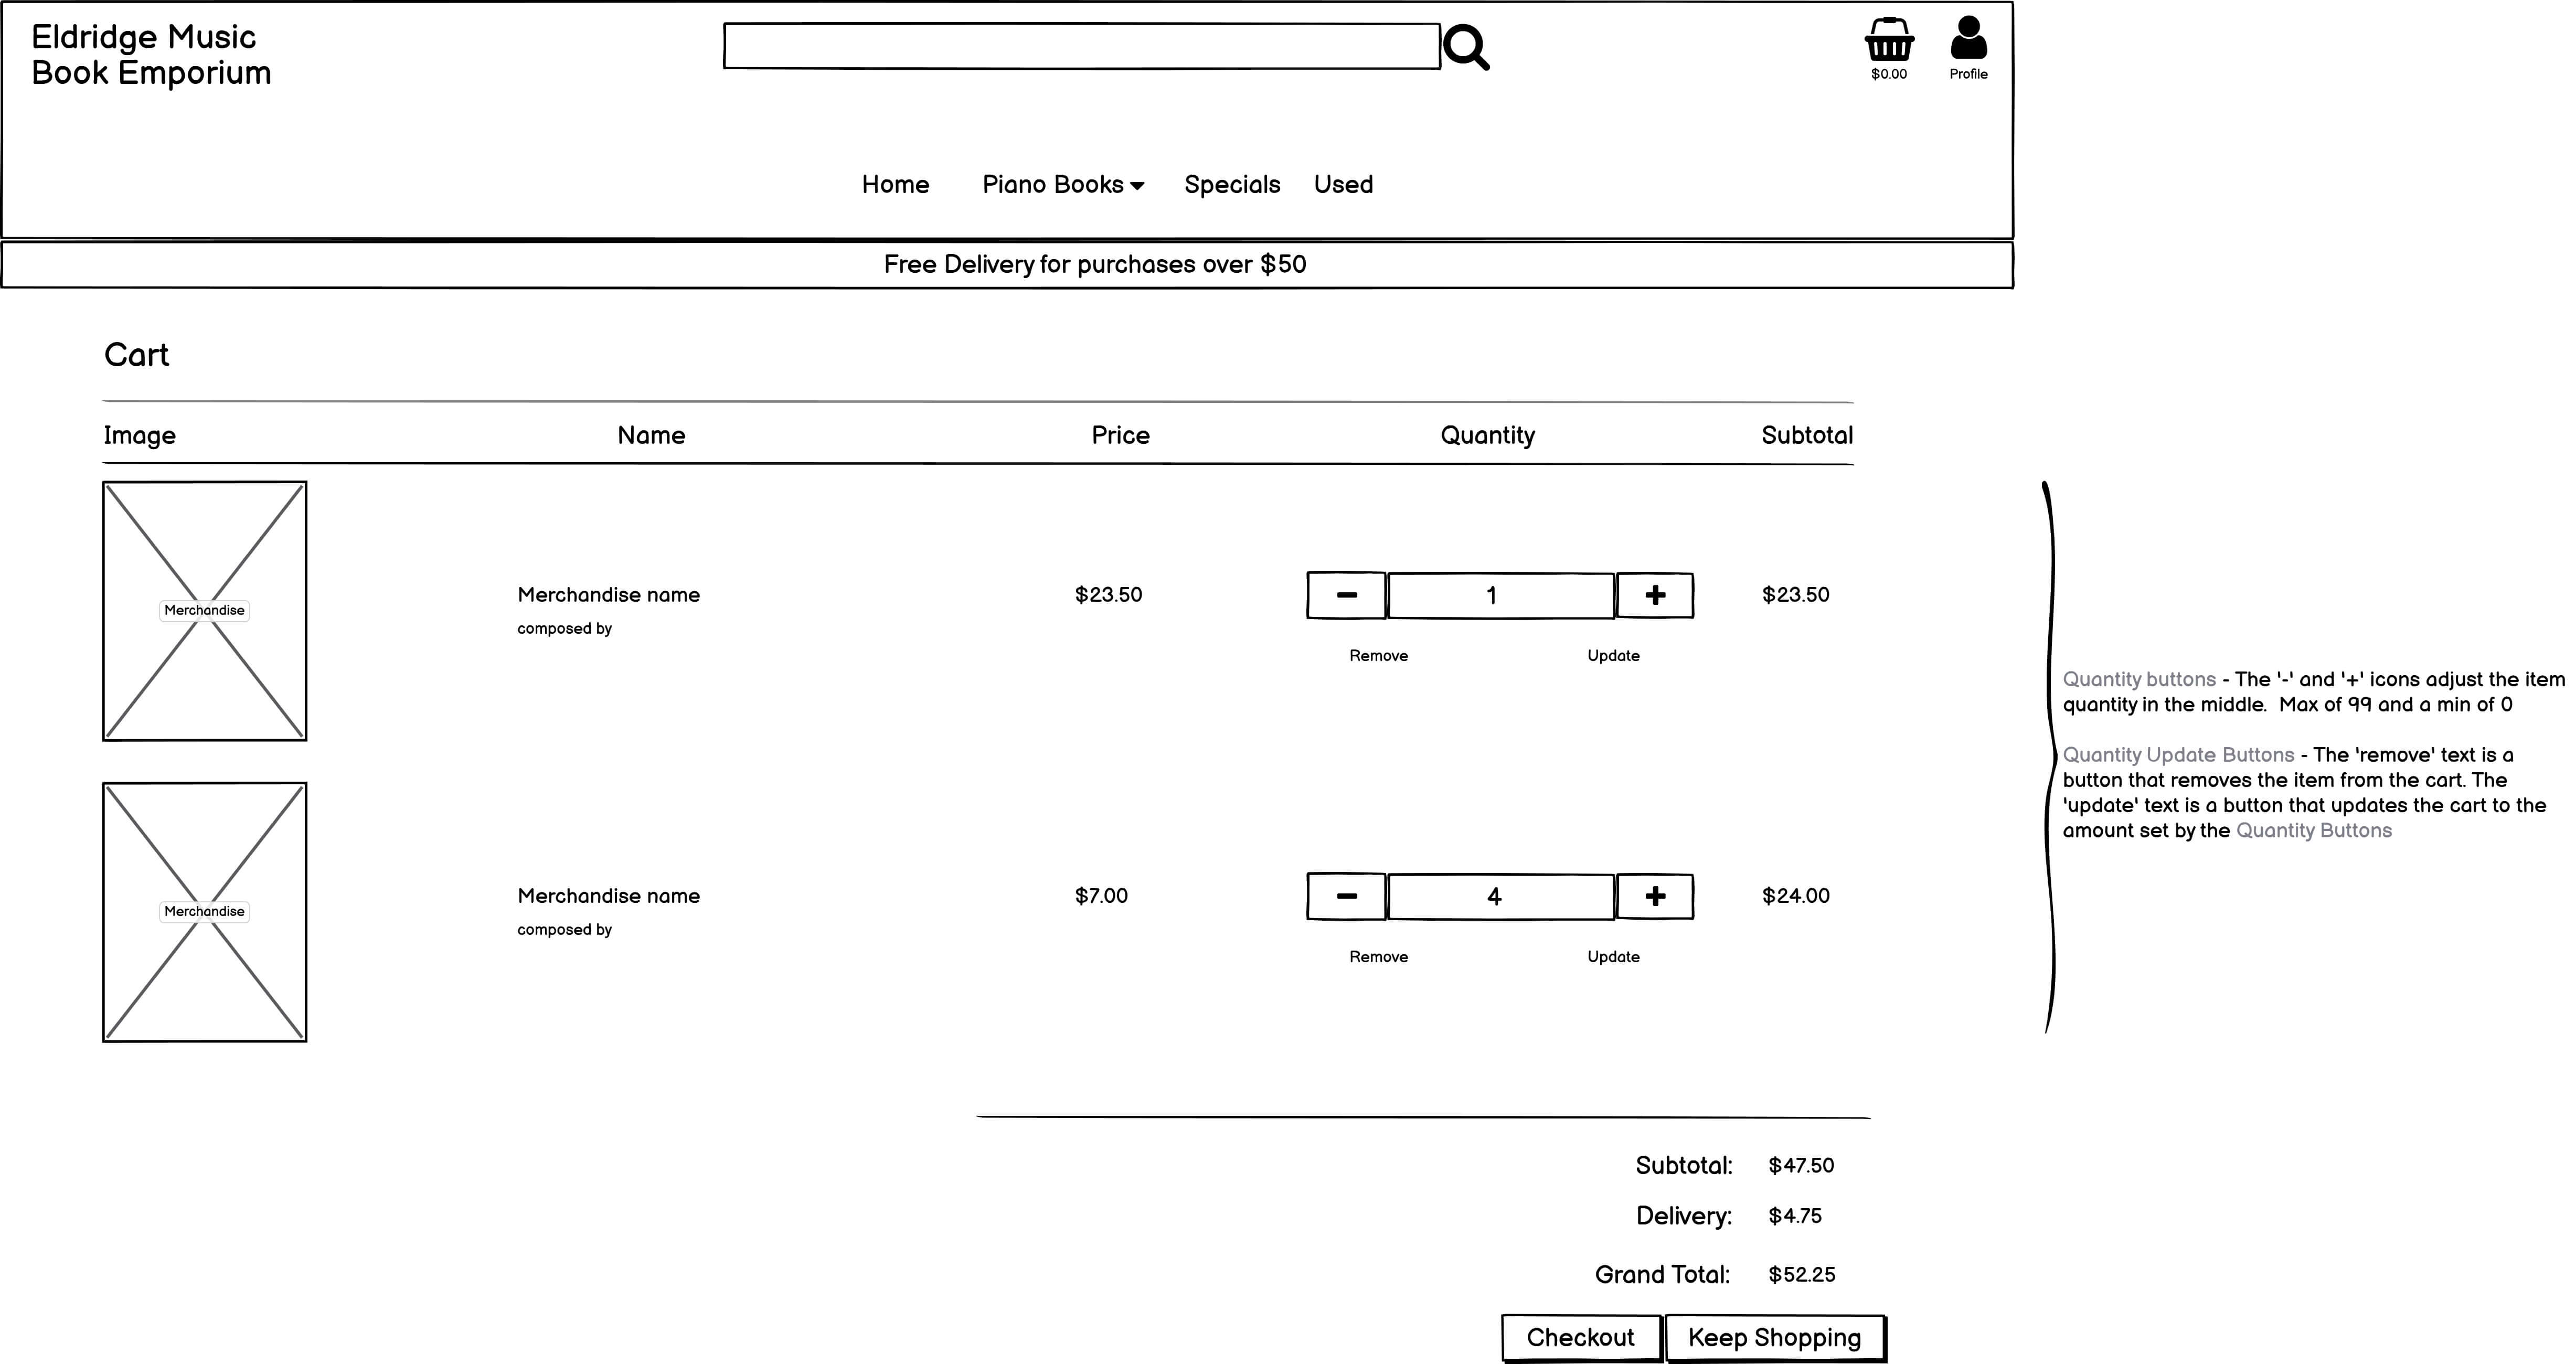 Eldridge Music
Book Emporium
$0.00
Profile
Home Piano Books Specials Used
Free Delivery for purchases over $50
Cart
Image Name Price Quantity Subtotal
Merchandise
Merchandise name
composed by
$23.50
1
$23.50
Remove Update
Merchandise
Merchandise name
composed by
$7.00
4
$24.00
Remove Update
Quantity buttons - The '-' and '+' icons adjust the item
quantity in the middle. Max of 99 and a min of 0
Quantity Update Buttons - The 'remove' text is a
button that removes the item from the cart. The
'update' text is a button that updates the cart to the
amount set by the Quantity Buttons
Subtotal: $47.50
Delivery: $4.75
Grand Total: $52.25
Checkout Keep Shopping